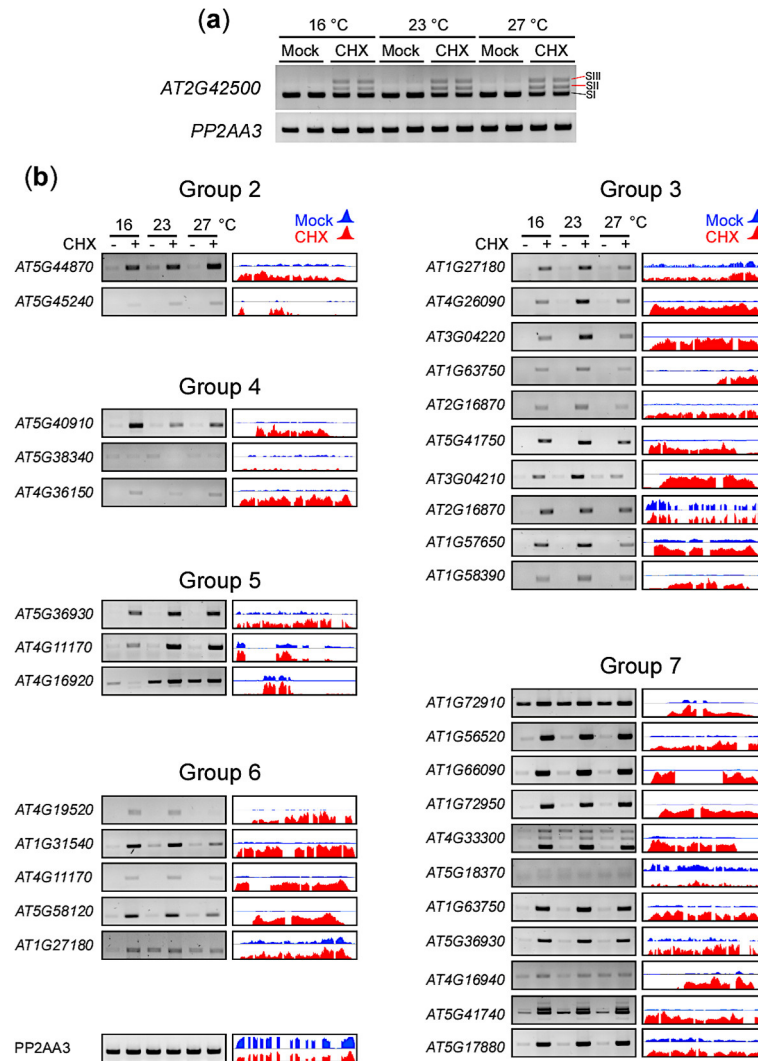 (a)
16 °C 23 °C 27 °C
Mock CHX Mock CHX Mock CHX
AT2G42500
SIII
SII
SI
PP2AA3
(b)
Group 2
16 23 27 °C
Mock
CHX
CHX - + - + - +
AT5G44870
AT5G45240
Group 4
AT5G40910
AT5G38340
AT4G36150
Group 5
AT5G36930
AT4G11170
AT4G16920
Group 6
AT4G19520
AT1G31540
AT4G11170
AT5G58120
AT1G27180
PP2AA3
Group 3
16 23 27 °C
Mock
CHX
CHX - + - + - +
AT1G27180
AT4G26090
AT3G04220
AT1G63750
AT2G16870
AT5G41750
AT3G04210
AT2G16870
AT1G57650
AT1G58390
Group 7
AT1G72910
AT1G56520
AT1G66090
AT1G72950
AT4G33300
AT5G18370
AT1G63750
AT5G36930
AT4G16940
AT5G41740
AT5G17880